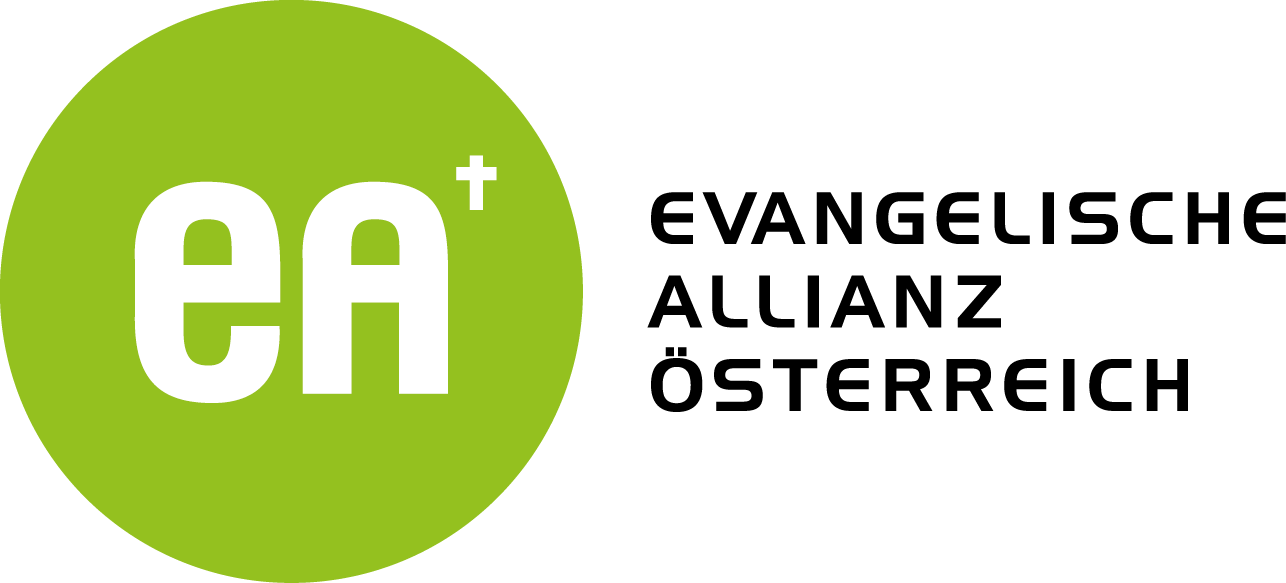 eA
EVANGELISCHE
ALLIANZ
ÖSTERREICH